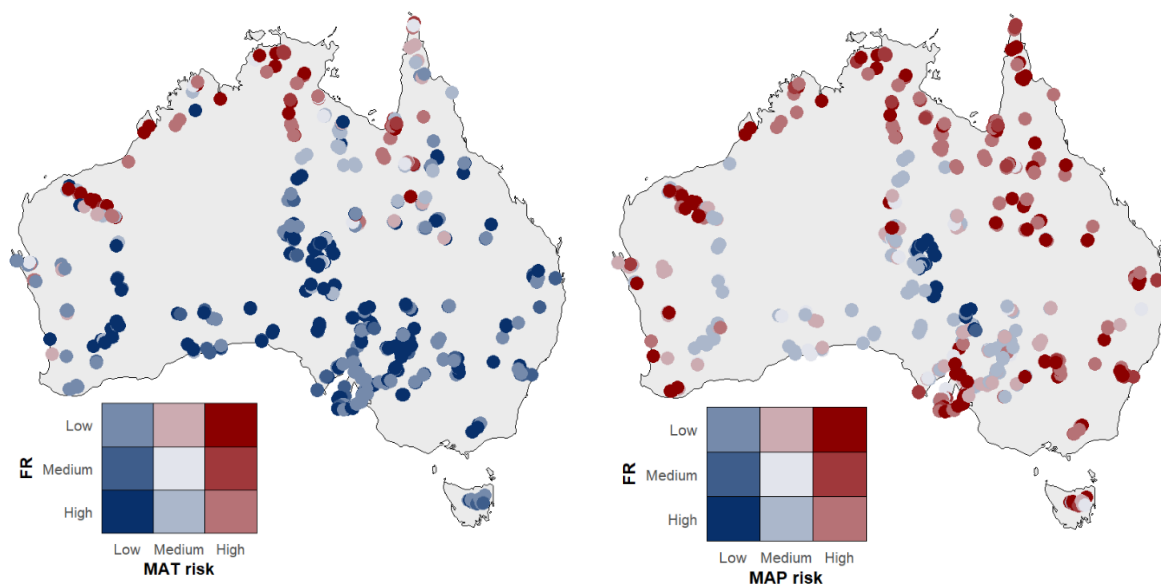 FR
Low
Medium
High
Low Medium High
MAT risk
FR
Low
Medium
High
Low Medium High
MAP risk